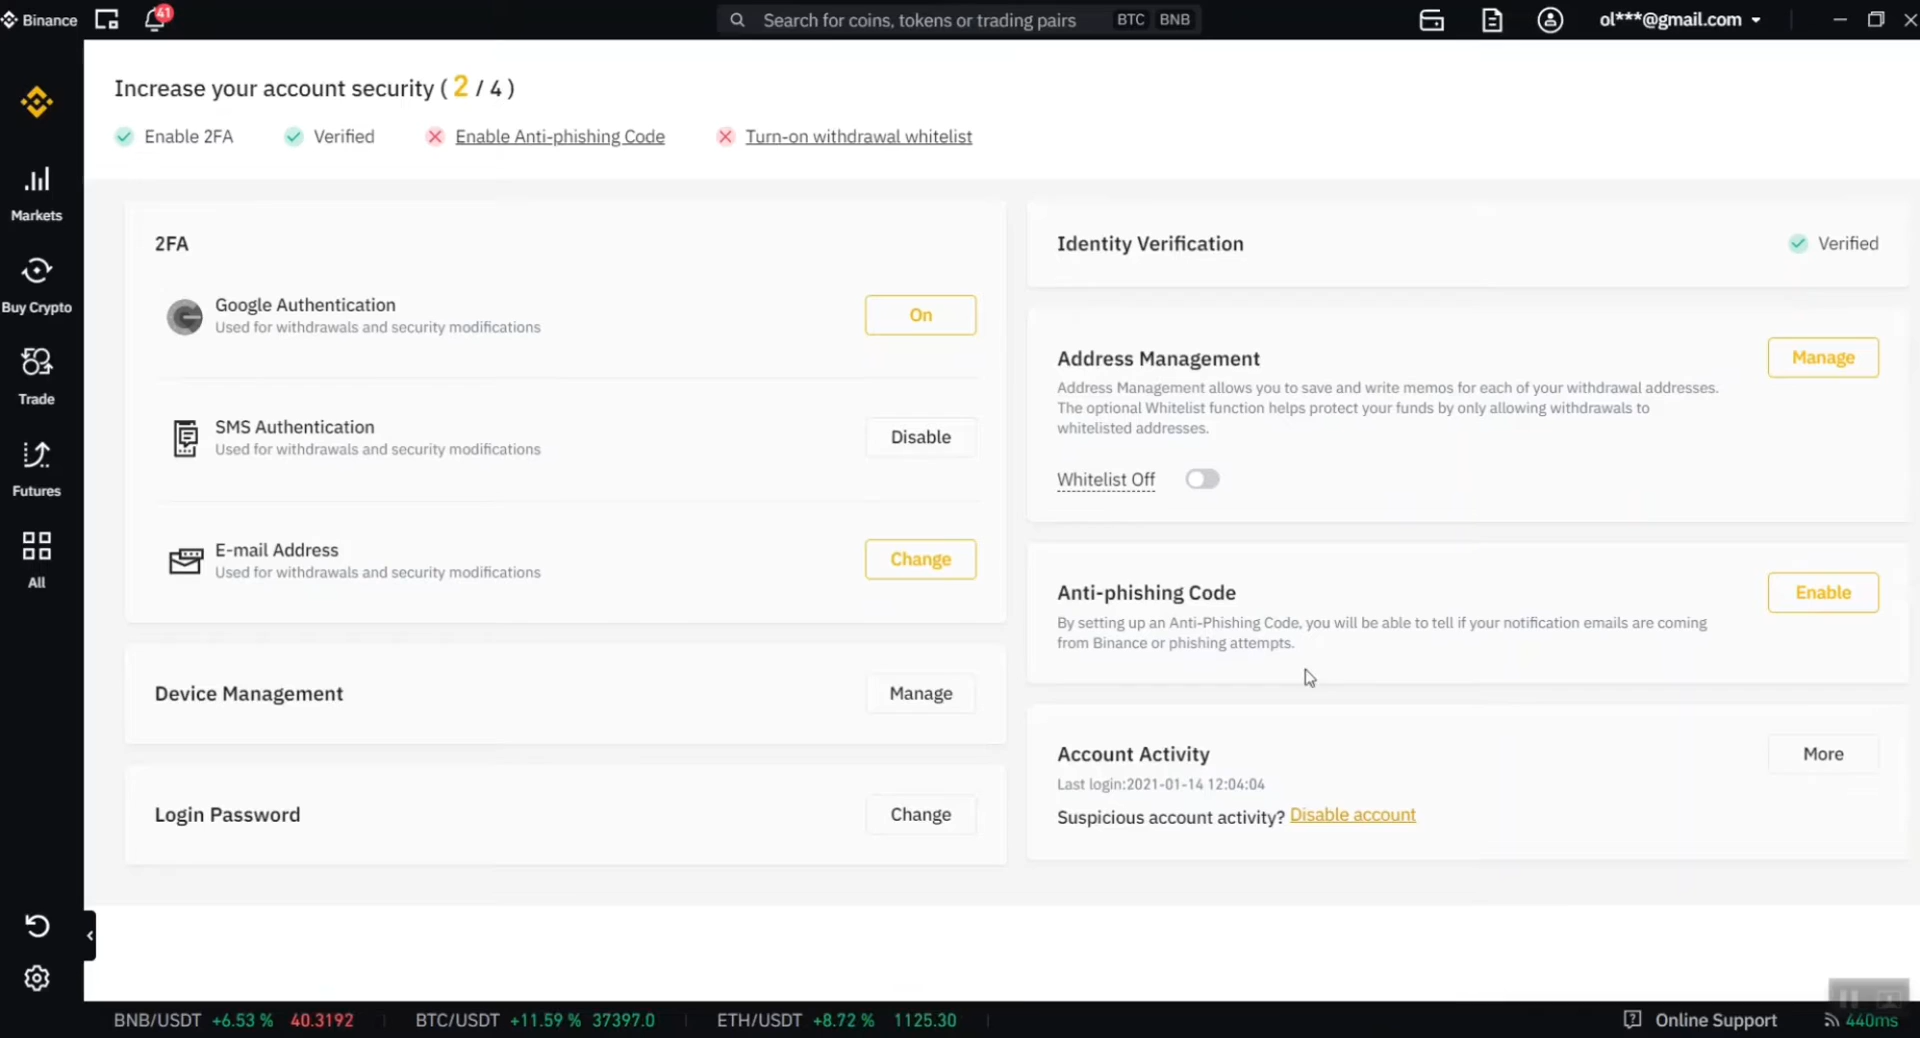 Binance
41
Search for coins, tokens or trading pairs BTC BNB
ol***@gmail.com
Increase your account security ( 2 / 4 )
Enable 2FA Verified Enable Anti-phishing Code Turn-on withdrawal whitelist
Markets
Buy Crypto
Trade
Futures
All
2FA
Google Authentication
Used for withdrawals and security modifications
On
SMS Authentication
Used for withdrawals and security modifications
Disable
E-mail Address
Used for withdrawals and security modifications
Change
Device Management
Manage
Login Password
Change
Identity Verification
Verified
Address Management
Manage
Address Management allows you to save and write memos for each of your withdrawal addresses.
The optional Whitelist function helps protect your funds by only allowing withdrawals to
whitelisted addresses.
Whitelist Off
Anti-phishing Code
Enable
By setting up an Anti-Phishing Code, you will be able to tell if your notification emails are coming
from Binance or phishing attempts.
Account Activity
More
Last login:2021-01-14 12:04:04
Suspicious account activity? Disable account
BNB/USDT +6.53 % 40.3192 BTC/USDT +11.59 % 37397.0 ETH/USDT +8.72 % 1125.30
Online Support 440ms